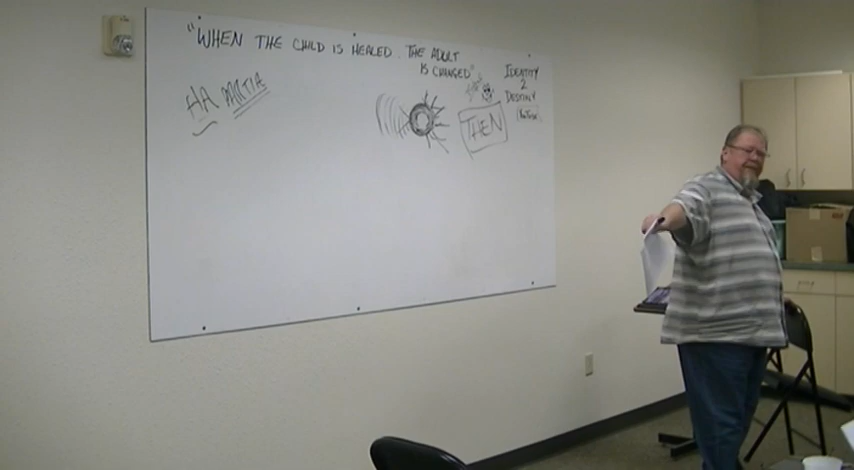 "WHEN THE CHILD IS HEALED. THE ADULT
IS CHANGED"
IDENTITY
2
DESTINY
HA MARTIA
THEN